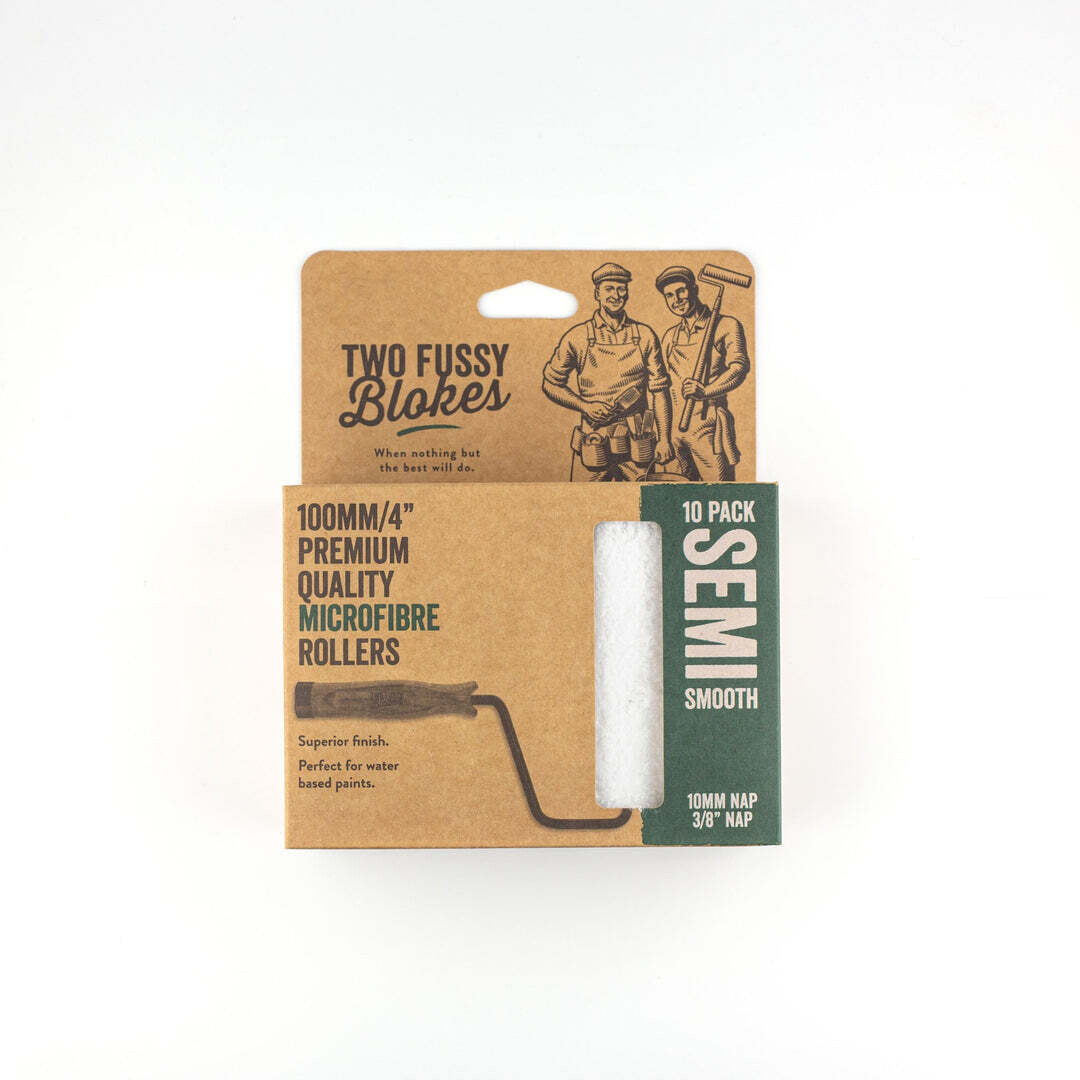 TWO FUSSY
Blokes
When nothing but
the best will do.
100MM/4"
PREMIUM
QUALITY
MICROFIBRE
ROLLERS
Superior finish.
Perfect for water
based paints.
10 PACK
SEMI
SMOOTH
10MM NAP
3/8" NAP